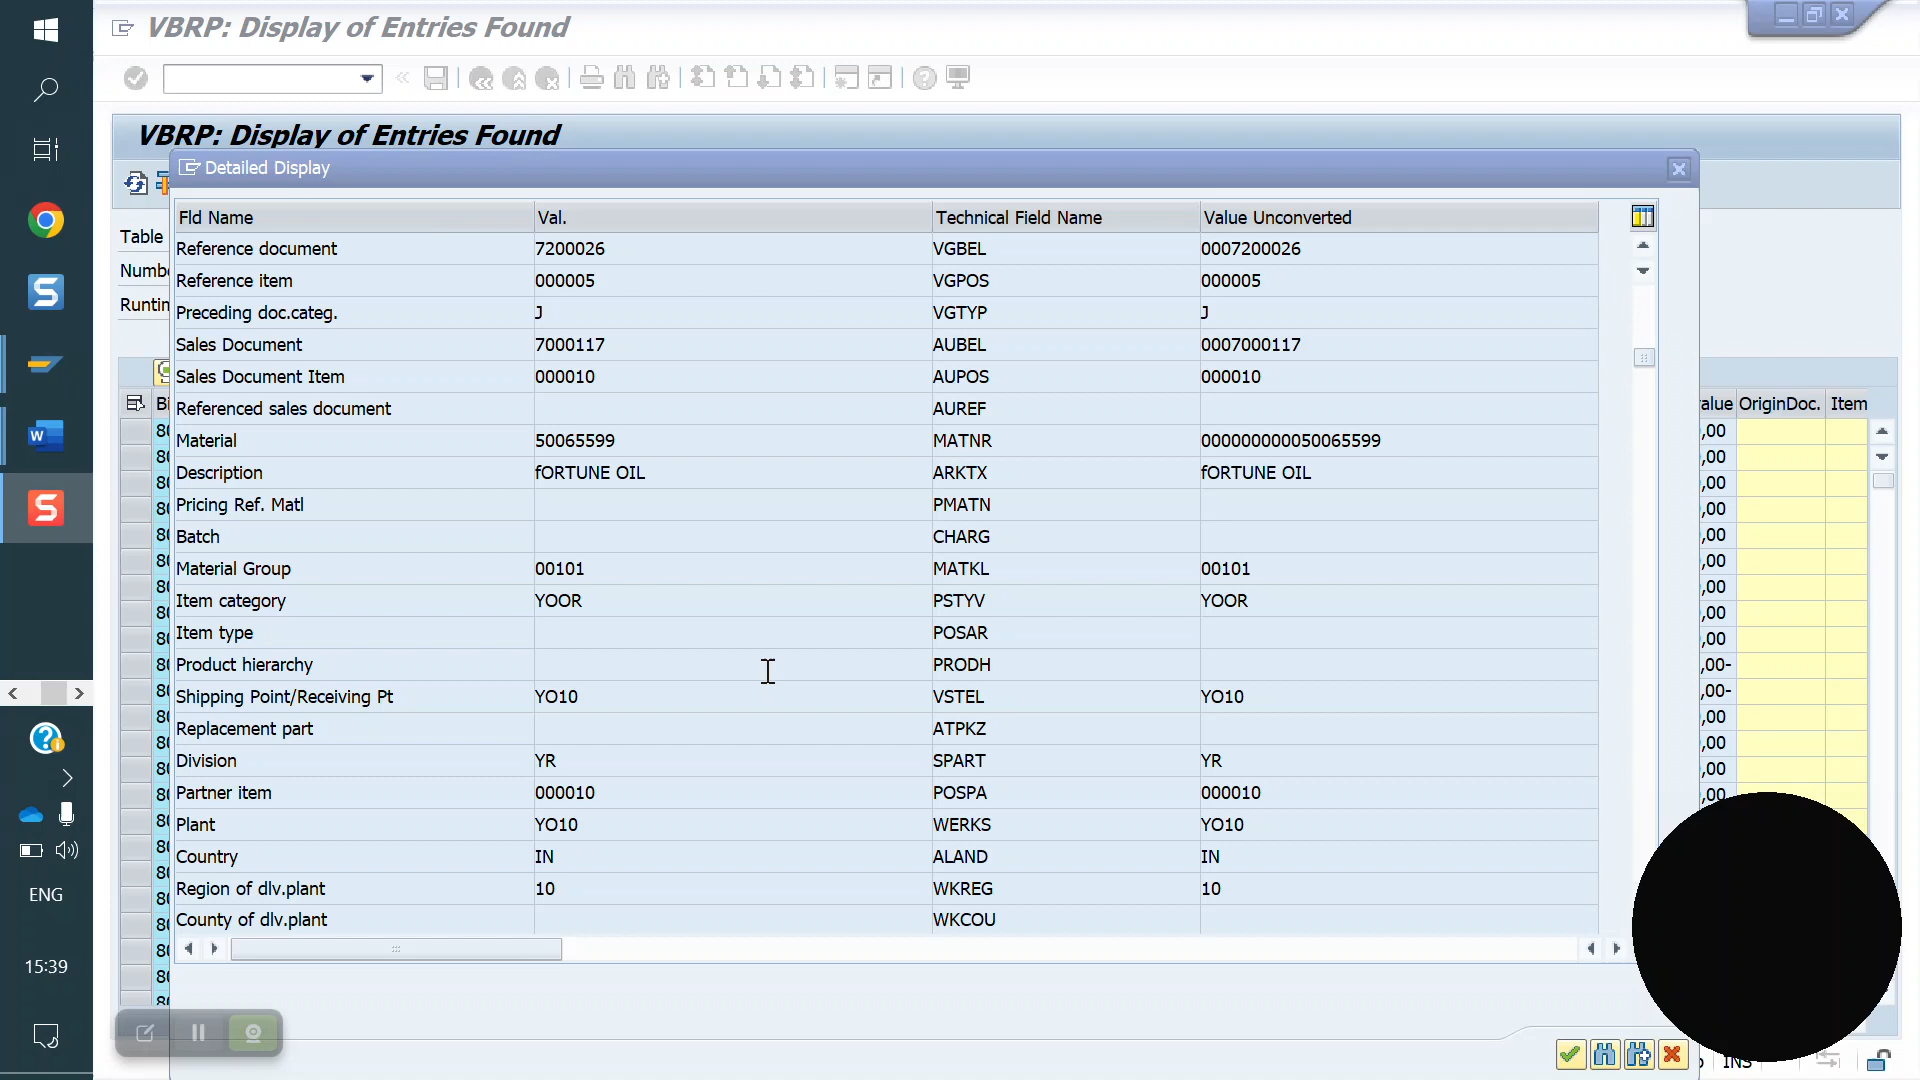 VBRP: Display of Entries Found
VBRP: Display of Entries Found
Detailed Display
Fld Name Val. Technical Field Name Value Unconverted
Reference document 7200026 VGBEL 0007200026
Reference item 000005 VGPOS 000005
Preceding doc.categ. J VGTYP J
Sales Document 7000117 AUBEL 0007000117
Sales Document Item 000010 AUPOS 000010
Referenced sales document AUREF
Material 50065599 MATNR 000000000050065599
Description fORTUNE OIL ARKTX fORTUNE OIL
Pricing Ref. Matl PMATN
Batch CHARG
Material Group 00101 MATKL 00101
Item category YOOR PSTYV YOOR
Item type POSAR
Product hierarchy PRODH
Shipping Point/Receiving Pt YO10 VSTEL YO10
Replacement part ATPKZ
Division YR SPART YR
Partner item 000010 POSPA 000010
Plant YO10 WERKS YO10
Country IN ALAND IN
Region of dlv.plant 10 WKREG 10
County of dlv.plant WKCOU
Table
OriginDoc. Item
ENG
15:39
INS